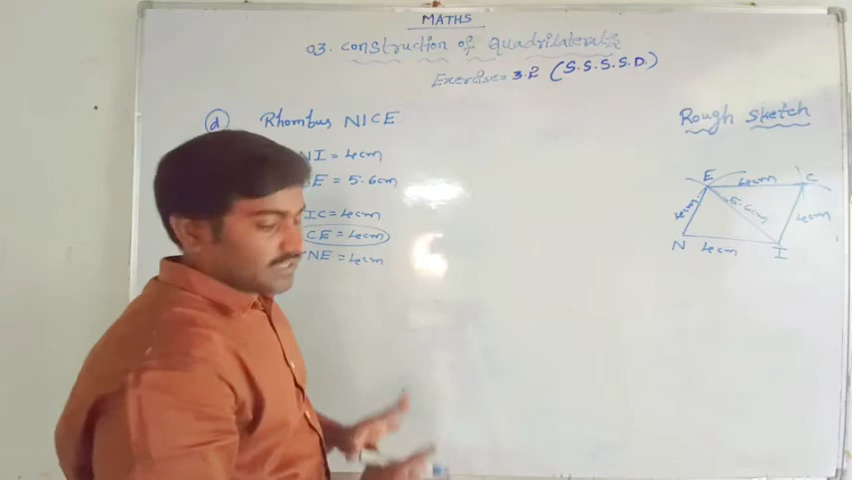 MATHS
03. Construction of Quadrilaterals
Exercise = 3.2 (S.S.S.S.D.)
d Rhombus NICE
NI = 4cm
IE = 5.6cm
IC = 4cm
CE = 4cm
NE = 4cm
Rough Sketch
E 4cm C
4cm 5.6cm 4cm
N 4cm I